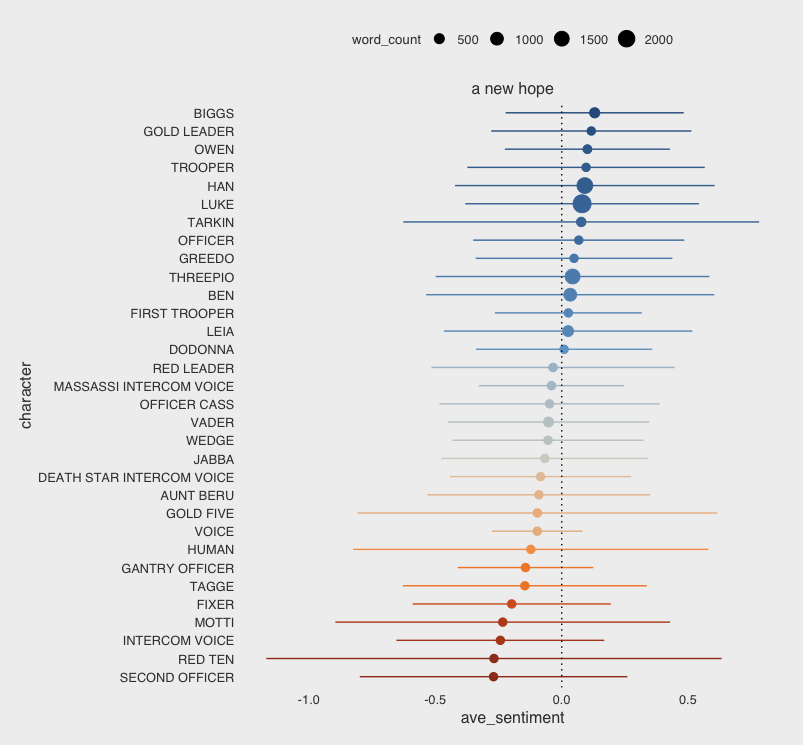 word_count 500 1000 1500 2000
a new hope
BIGGS
GOLD LEADER
OWEN
TROOPER
HAN
LUKE
TARKIN
OFFICER
GREEDO
THREEPIO
BEN
FIRST TROOPER
LEIA
DODONNA
RED LEADER
MASSASSI INTERCOM VOICE
OFFICER CASS
VADER
WEDGE
JABBA
DEATH STAR INTERCOM VOICE
AUNT BERU
GOLD FIVE
VOICE
HUMAN
GANTRY OFFICER
TAGGE
FIXER
MOTTI
INTERCOM VOICE
RED TEN
SECOND OFFICER
character
-1.0 -0.5 0.0 0.5
ave_sentiment